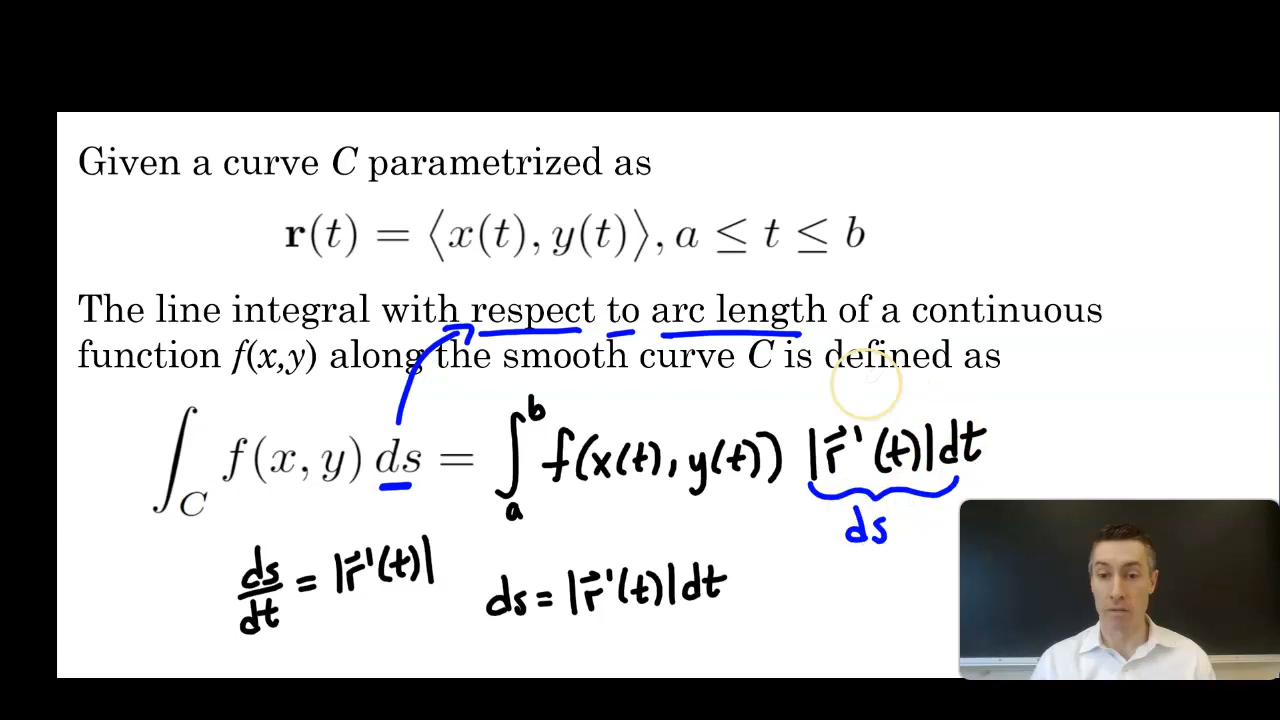 Given a curve C parametrized as
r(t) = ⟨x(t), y(t)⟩, a ≤ t ≤ b
The line integral with respect to arc length of a continuous
function f(x,y) along the smooth curve C is defined as
∫_C f(x, y) ds = ∫_a^b f(x(t), y(t)) |r⃗'(t)|dt
ds
ds/dt = |r⃗'(t)| ds = |r⃗'(t)|dt